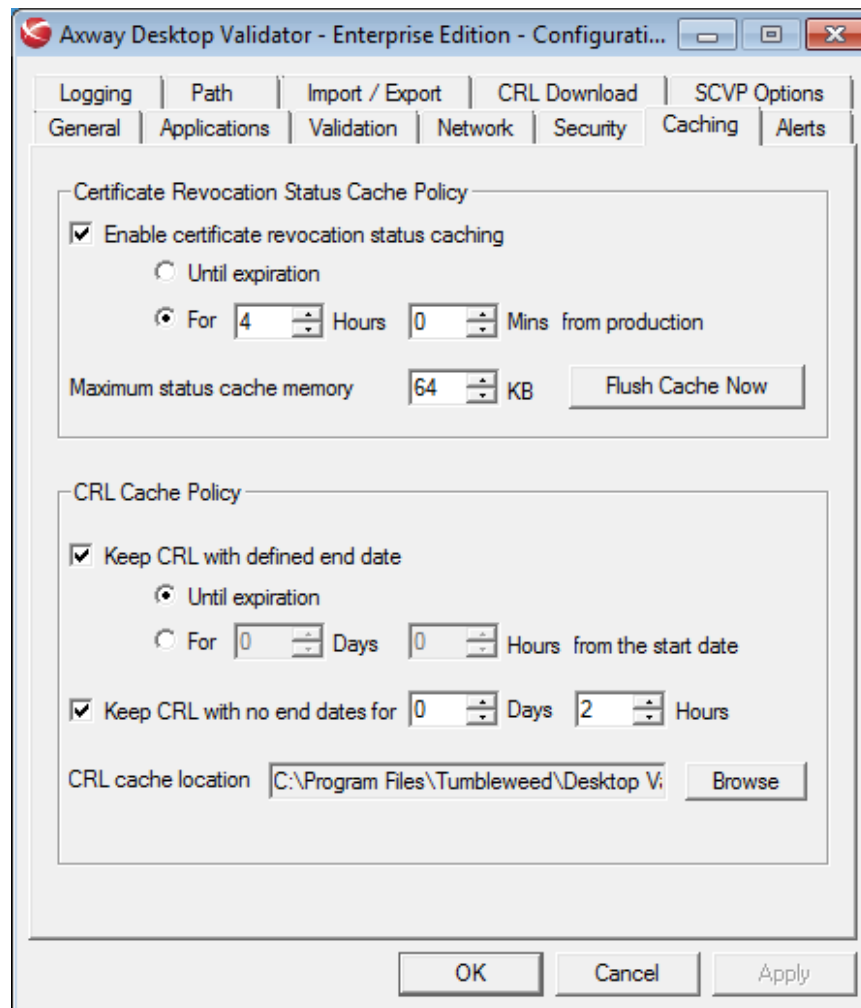 Axway Desktop Validator - Enterprise Edition - Configurati...
Logging Path Import / Export CRL Download SCVP Options
General Applications Validation Network Security Caching Alerts
Certificate Revocation Status Cache Policy
Enable certificate revocation status caching
Until expiration
For 4 Hours 0 Mins from production
Maximum status cache memory 64 KB Flush Cache Now
CRL Cache Policy
Keep CRL with defined end date
Until expiration
For 0 Days 0 Hours from the start date
Keep CRL with no end dates for 0 Days 2 Hours
CRL cache location C:\Program Files\Tumbleweed\Desktop Va Browse
OK Cancel Apply